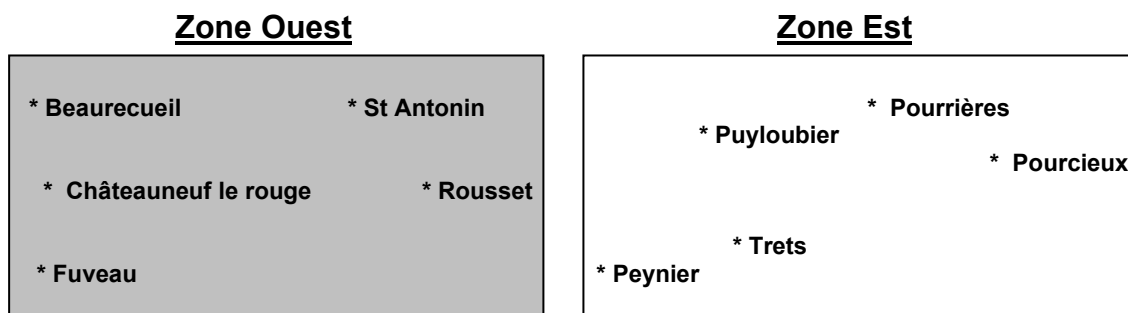 Zone Ouest
* Beaurecueil * St Antonin
* Châteauneuf le rouge * Rousset
* Fuveau
Zone Est
* Pourrières
* Puyloubier
* Pourcieux
* Trets
* Peynier